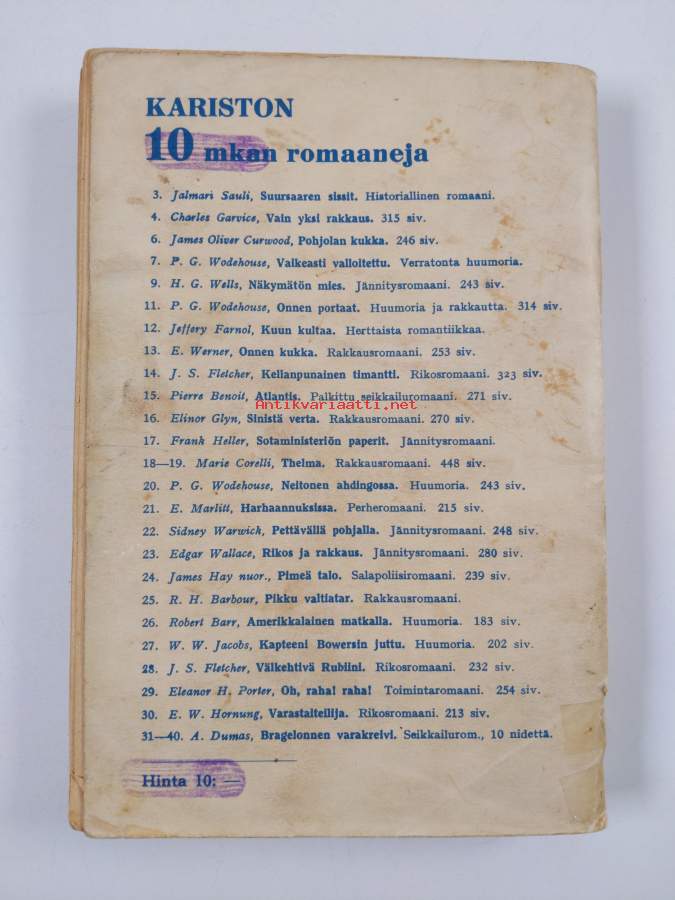 KARISTON
10 mkan romaaneja
3. Jalmari Sauli, Suursaaren sissit. Historiallinen romaani.
4. Charles Garvice, Vain yksi rakkaus. 315 siv.
6. James Oliver Curwood, Pohjolan kukka. 246 siv.
7. P. G. Wodehouse, Vaikeasti valloitettu. Verratonta huumoria.
9. H. G. Wells, Näkymätön mies. Jännitysromaani. 243 siv.
11. P. G. Wodehouse, Onnen portaat. Huumoria ja rakkautta. 314 siv.
12. Jeffery Farnol, Kuun kultaa. Herttaista romantiikkaa.
13. E. Werner, Onnen kukka. Rakkausromaani. 253 siv.
14. J. S. Fletcher, Kellanpunainen timantti. Rikosromaani. 323 siv.
15. Pierre Benoit, Atlantis. Palkittu seikkailuromaani. 271 siv.
Antikvariaatti.net
16. Elinor Glyn, Sinistä verta. Rakkausromaani. 270 siv.
17. Frank Heller, Sotaministeriön paperit. Jännitysromaani.
18—19. Marie Corelli, Thelma. Rakkausromaani. 448 siv.
20. P. G. Wodehouse, Neitonen ahdingossa. Huumoria. 243 siv.
21. E. Marlitt, Harhaannuksissa. Perheromaani. 215 siv.
22. Sidney Warwich, Pettävällä pohjalla. Jännitysromaani. 248 siv.
23. Edgar Wallace, Rikos ja rakkaus. Jännitysromaani. 280 siv.
24. James Hay nuor., Pimeä talo. Salapoliisiromaani. 239 siv.
25. R. H. Barbour, Pikku valtiatar. Rakkausromaani.
26. Robert Barr, Amerikkalainen matkalla. Huumoria. 183 siv.
27. W. W. Jacobs, Kapteeni Bowersin juttu. Huumoria. 202 siv.
28. J. S. Fletcher, Välkehtivä Rubiini. Rikosromaani. 232 siv.
29. Eleanor H. Porter, Oh, raha! raha! Toimintaromaani. 254 siv.
30. E. W. Hornung, Varastaiteilija. Rikosromaani. 213 siv.
31—40. A. Dumas, Bragelonnen varakreivi. Seikkailurom., 10 nidettä.
Hinta 10: —